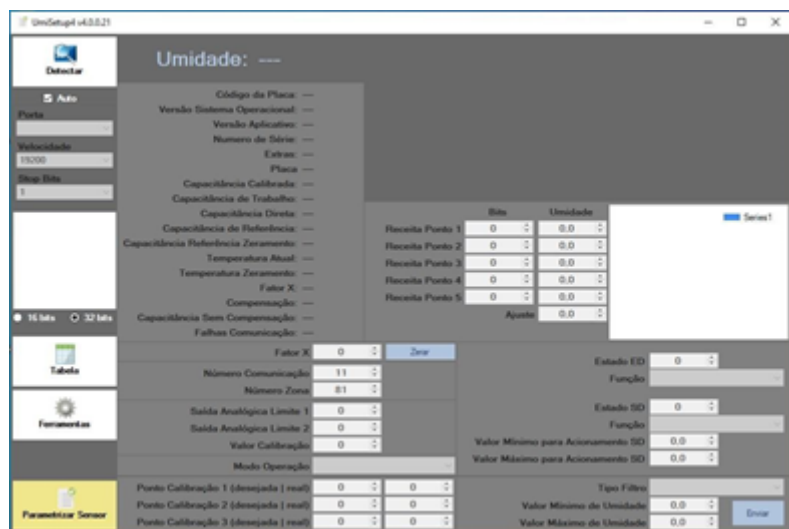 UmiSetup4 v4.0.0.21
Detectar
Auto
Porta
Velocidade
19200
Stop Bits
1
16 bits 32 bits
Tabela
Ferramentas
Parametrizar Sensor
Umidade: ---
Código da Placa: ---
Versão Sistema Operacional: ---
Versão Aplicativo: ---
Numero de Série: ---
Extras: ---
Placa ---
Capacitância Calibrada: ---
Capacitância de Trabalho: ---
Capacitância Direta: ---
Capacitância de Referência: ---
Capacitância Referência Zeramento: ---
Temperatura Atual: ---
Temperatura Zeramento: ---
Fator X: ---
Compensação: ---
Capacitância Sem Compensação: ---
Falhas Comunicação: ---
Bits Umidade
Receita Ponto 1 0 0,0
Receita Ponto 2 0 0,0
Receita Ponto 3 0 0,0
Receita Ponto 4 0 0,0
Receita Ponto 5 0 0,0
Ajuste 0,0
Series1
Fator X 0 Zerar
Número Comunicação 11
Número Zona 81
Saída Analógica Limite 1 0
Saída Analógica Limite 2 0
Valor Calibração 0
Modo Operação
Ponto Calibração 1 (desejada | real) 0 0
Ponto Calibração 2 (desejada | real) 0 0
Ponto Calibração 3 (desejada | real) 0 0
Estado ED 0
Função
Estado SD 0
Função
Valor Mínimo para Acionamento SD 0,0
Valor Máximo para Acionamento SD 0,0
Tipo Filtro
Valor Mínimo de Umidade 0,0
Valor Máximo de Umidade 0,0
Enviar